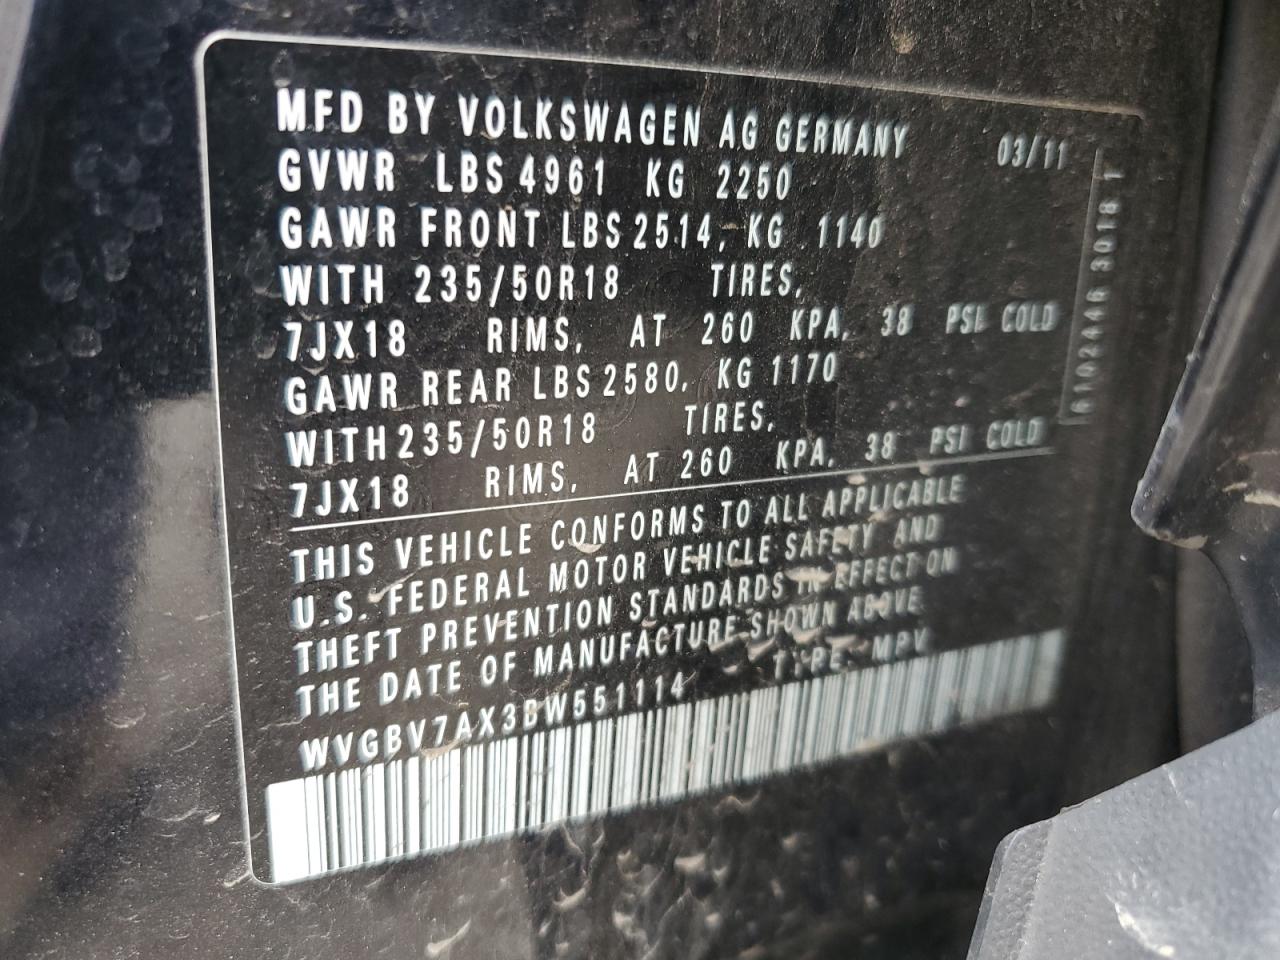 MFD BY VOLKSWAGEN AG GERMANY 03/11
GVWR LBS 4961 KG 2250
GAWR FRONT LBS 2514, KG 1140
WITH 235/50R18 TIRES,
7JX18 RIMS, AT 260 KPA, 38 PSI COLD
GAWR REAR LBS 2580, KG 1170
WITH 235/50R18 TIRES,
7JX18 RIMS, AT 260 KPA, 38 PSI COLD
THIS VEHICLE CONFORMS TO ALL APPLICABLE
U.S. FEDERAL MOTOR VEHICLE SAFETY AND
THEFT PREVENTION STANDARDS IN EFFECT ON
THE DATE OF MANUFACTURE SHOWN ABOVE
WVGBV7AX3BW551114 TYPE: MPV